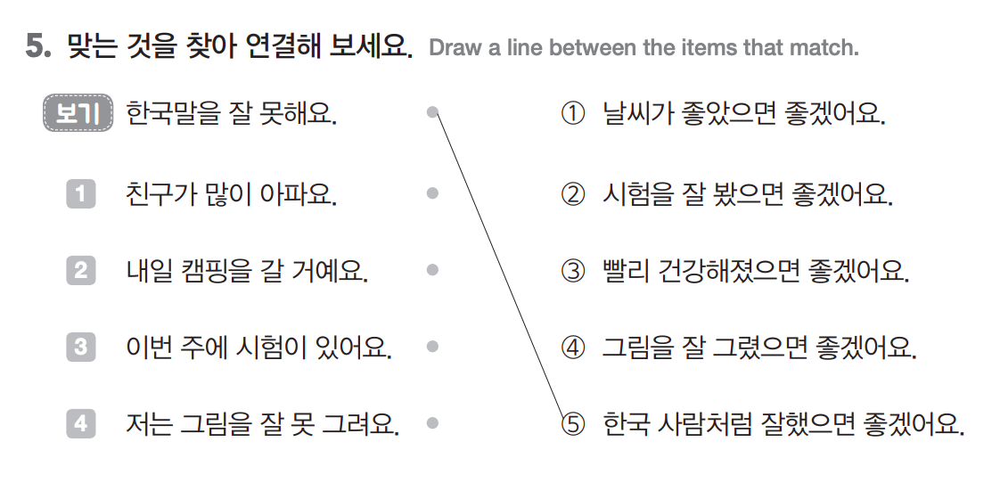 5. 맞는 것을 찾아 연결해 보세요. Draw a line between the items that match.
보기 한국말을 잘 못해요. ① 날씨가 좋았으면 좋겠어요.
1 친구가 많이 아파요. ② 시험을 잘 봤으면 좋겠어요.
2 내일 캠핑을 갈 거예요. ③ 빨리 건강해졌으면 좋겠어요.
3 이번 주에 시험이 있어요. ④ 그림을 잘 그렸으면 좋겠어요.
4 저는 그림을 잘 못 그려요. ⑤ 한국 사람처럼 잘했으면 좋겠어요.